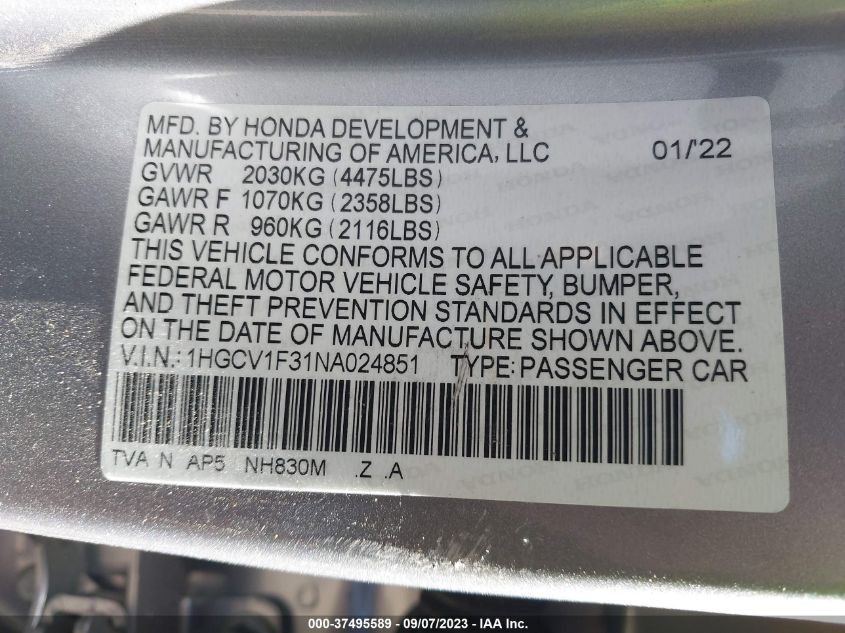 MFD. BY HONDA DEVELOPMENT &
MANUFACTURING OF AMERICA, LLC 01/'22
GVWR 2030KG (4475LBS)
GAWR F 1070KG (2358LBS)
GAWR R 960KG (2116LBS)
THIS VEHICLE CONFORMS TO ALL APPLICABLE
FEDERAL MOTOR VEHICLE SAFETY, BUMPER,
AND THEFT PREVENTION STANDARDS IN EFFECT
ON THE DATE OF MANUFACTURE SHOWN ABOVE.
V.I.N.: 1HGCV1F31NA024851 TYPE: PASSENGER CAR
TVA N AP5 NH830M .Z .A
000-37495589 - 09/07/2023 - IAA Inc.